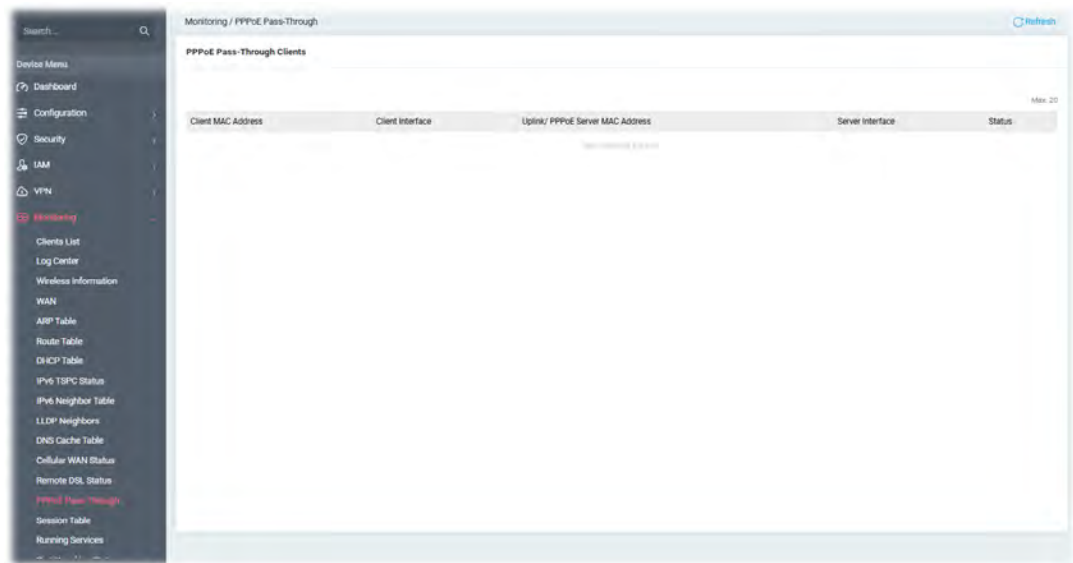 Search...
Device Menu
Dashboard
Configuration
Security
IAM
VPN
Monitoring
Clients List
Log Center
Wireless Information
WAN
ARP Table
Route Table
DHCP Table
IPv6 TSPC Status
IPv6 Neighbor Table
LLDP Neighbors
DNS Cache Table
Cellular WAN Status
Remote DSL Status
PPPoE Pass-Through
Session Table
Running Services
Monitoring / PPPoE Pass-Through
Refresh
PPPoE Pass-Through Clients
Max: 20
Client MAC Address Client Interface Uplink/ PPPoE Server MAC Address Server Interface Status